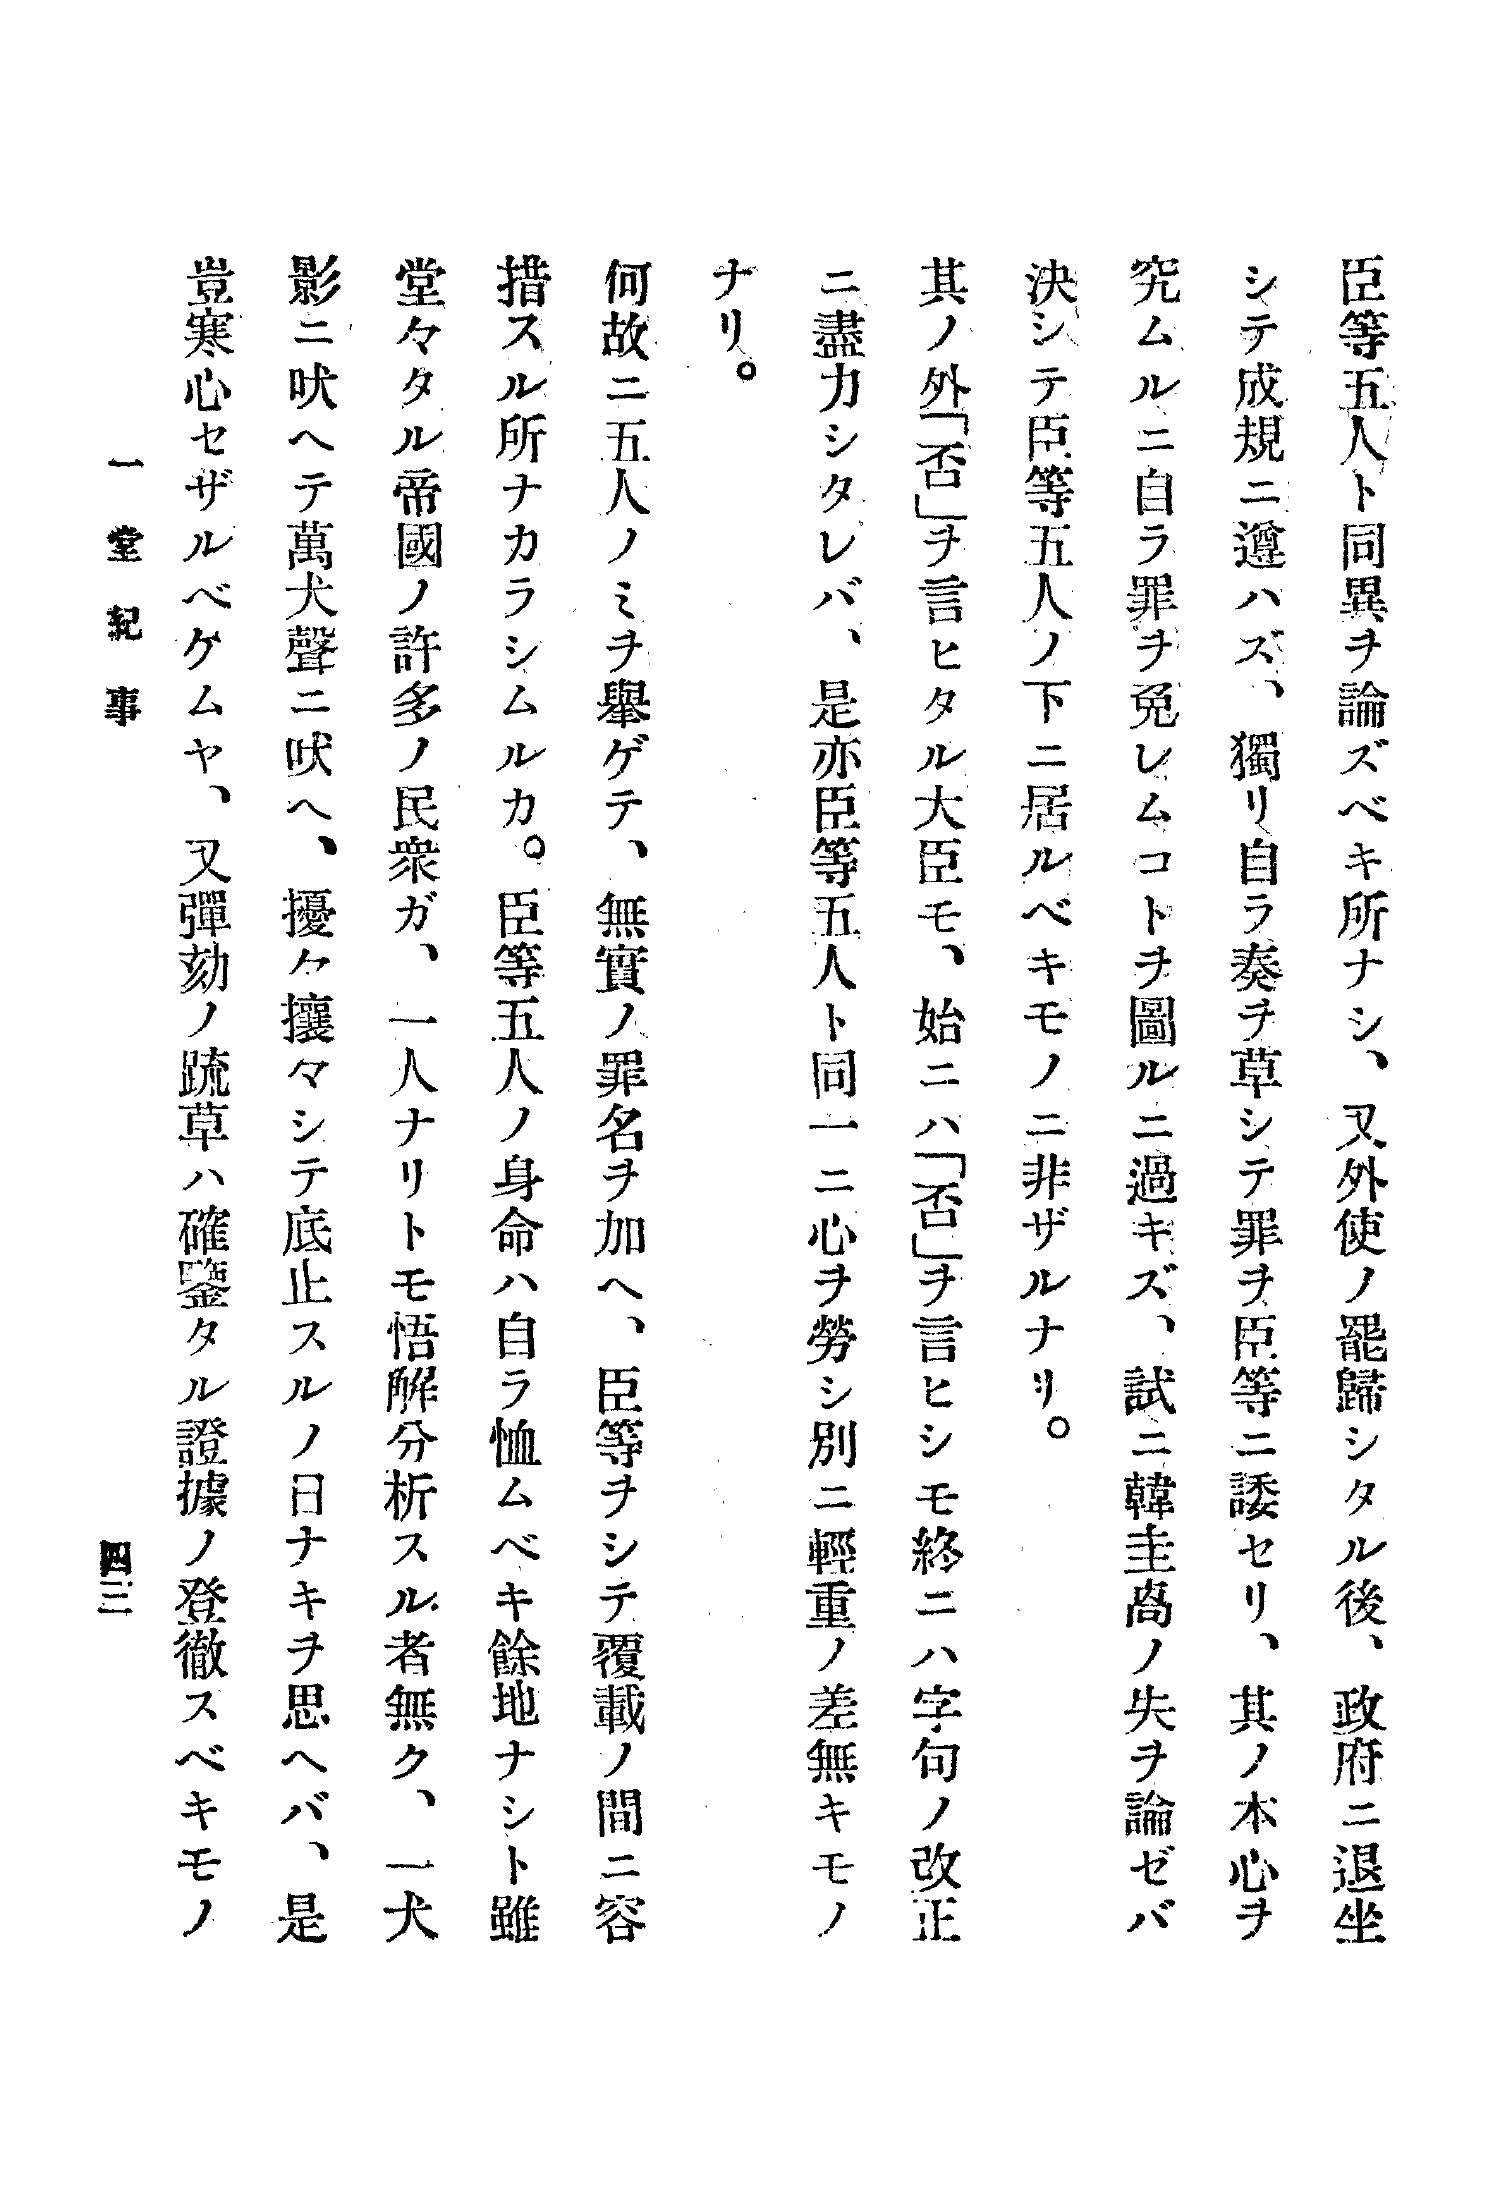 臣等五人ト同異ヲ論ズベキ所ナシ、又外使ノ罷歸シタル後、政府ニ退坐
シテ成規ニ遵ハズ、獨リ自ラ奏ヲ草シテ罪ヲ臣等ニ諉セリ、其ノ本心ヲ
究ムルニ自ラ罪ヲ免レムコトヲ圖ルニ過キズ、試ニ韓圭卨ノ失ヲ論ゼバ
決シテ臣等五人ノ下ニ居ルベキモノニ非ザルナリ。
其ノ外「否」ヲ言ヒタル大臣モ、始ニハ「否」ヲ言ヒシモ終ニハ字句ノ改正
ニ盡力シタレバ、是亦臣等五人ト同一ニ心ヲ勞シ別ニ輕重ノ差無キモノ
ナリ。
何故ニ五人ノミヲ擧ゲテ、無實ノ罪名ヲ加ヘ、臣等ヲシテ覆載ノ間ニ容
措スル所ナカラシムルカ。臣等五人ノ身命ハ自ラ恤ムベキ餘地ナシト雖
堂々タル帝國ノ許多ノ民衆ガ、一人ナリトモ悟解分析スル者無ク、一犬
影ニ吠ヘテ萬犬聲ニ吠ヘ、擾々攘々シテ底止スルノ日ナキヲ思ヘバ、是
豈寒心セザルベケムヤ、又彈劾ノ疏草ハ確鑒タル證據ノ登徹スベキモノ
一堂紀事
四三